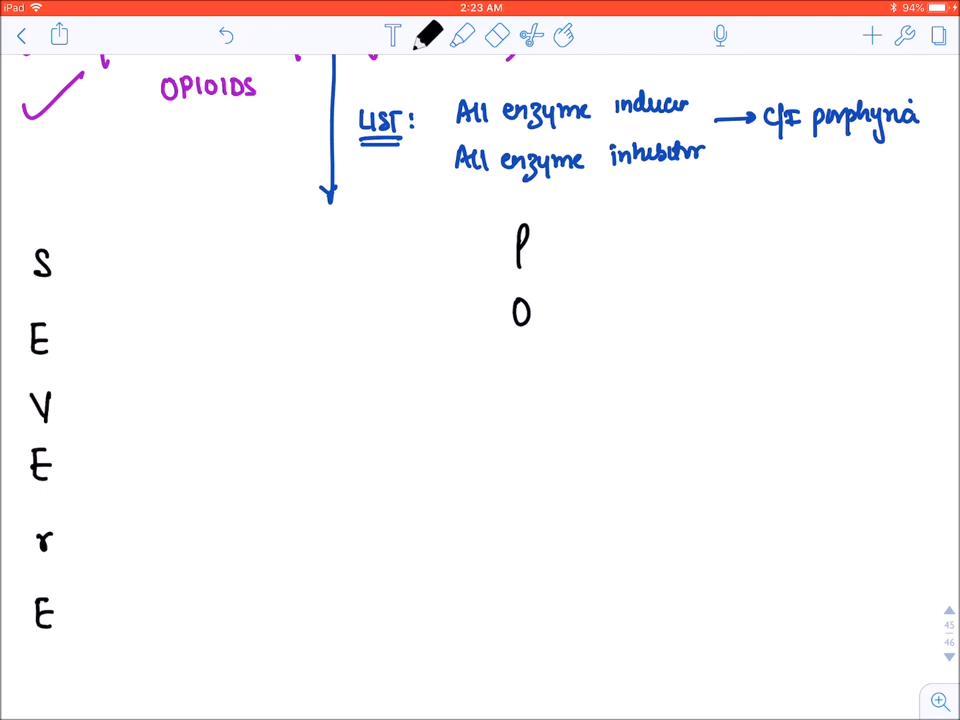 iPad 2:23 AM 94%
T
OPIOIDS
LIST: All enzyme inducer → C/I porphyria
All enzyme inhibitor
P
S
O
E
V
E
r
E
45
46